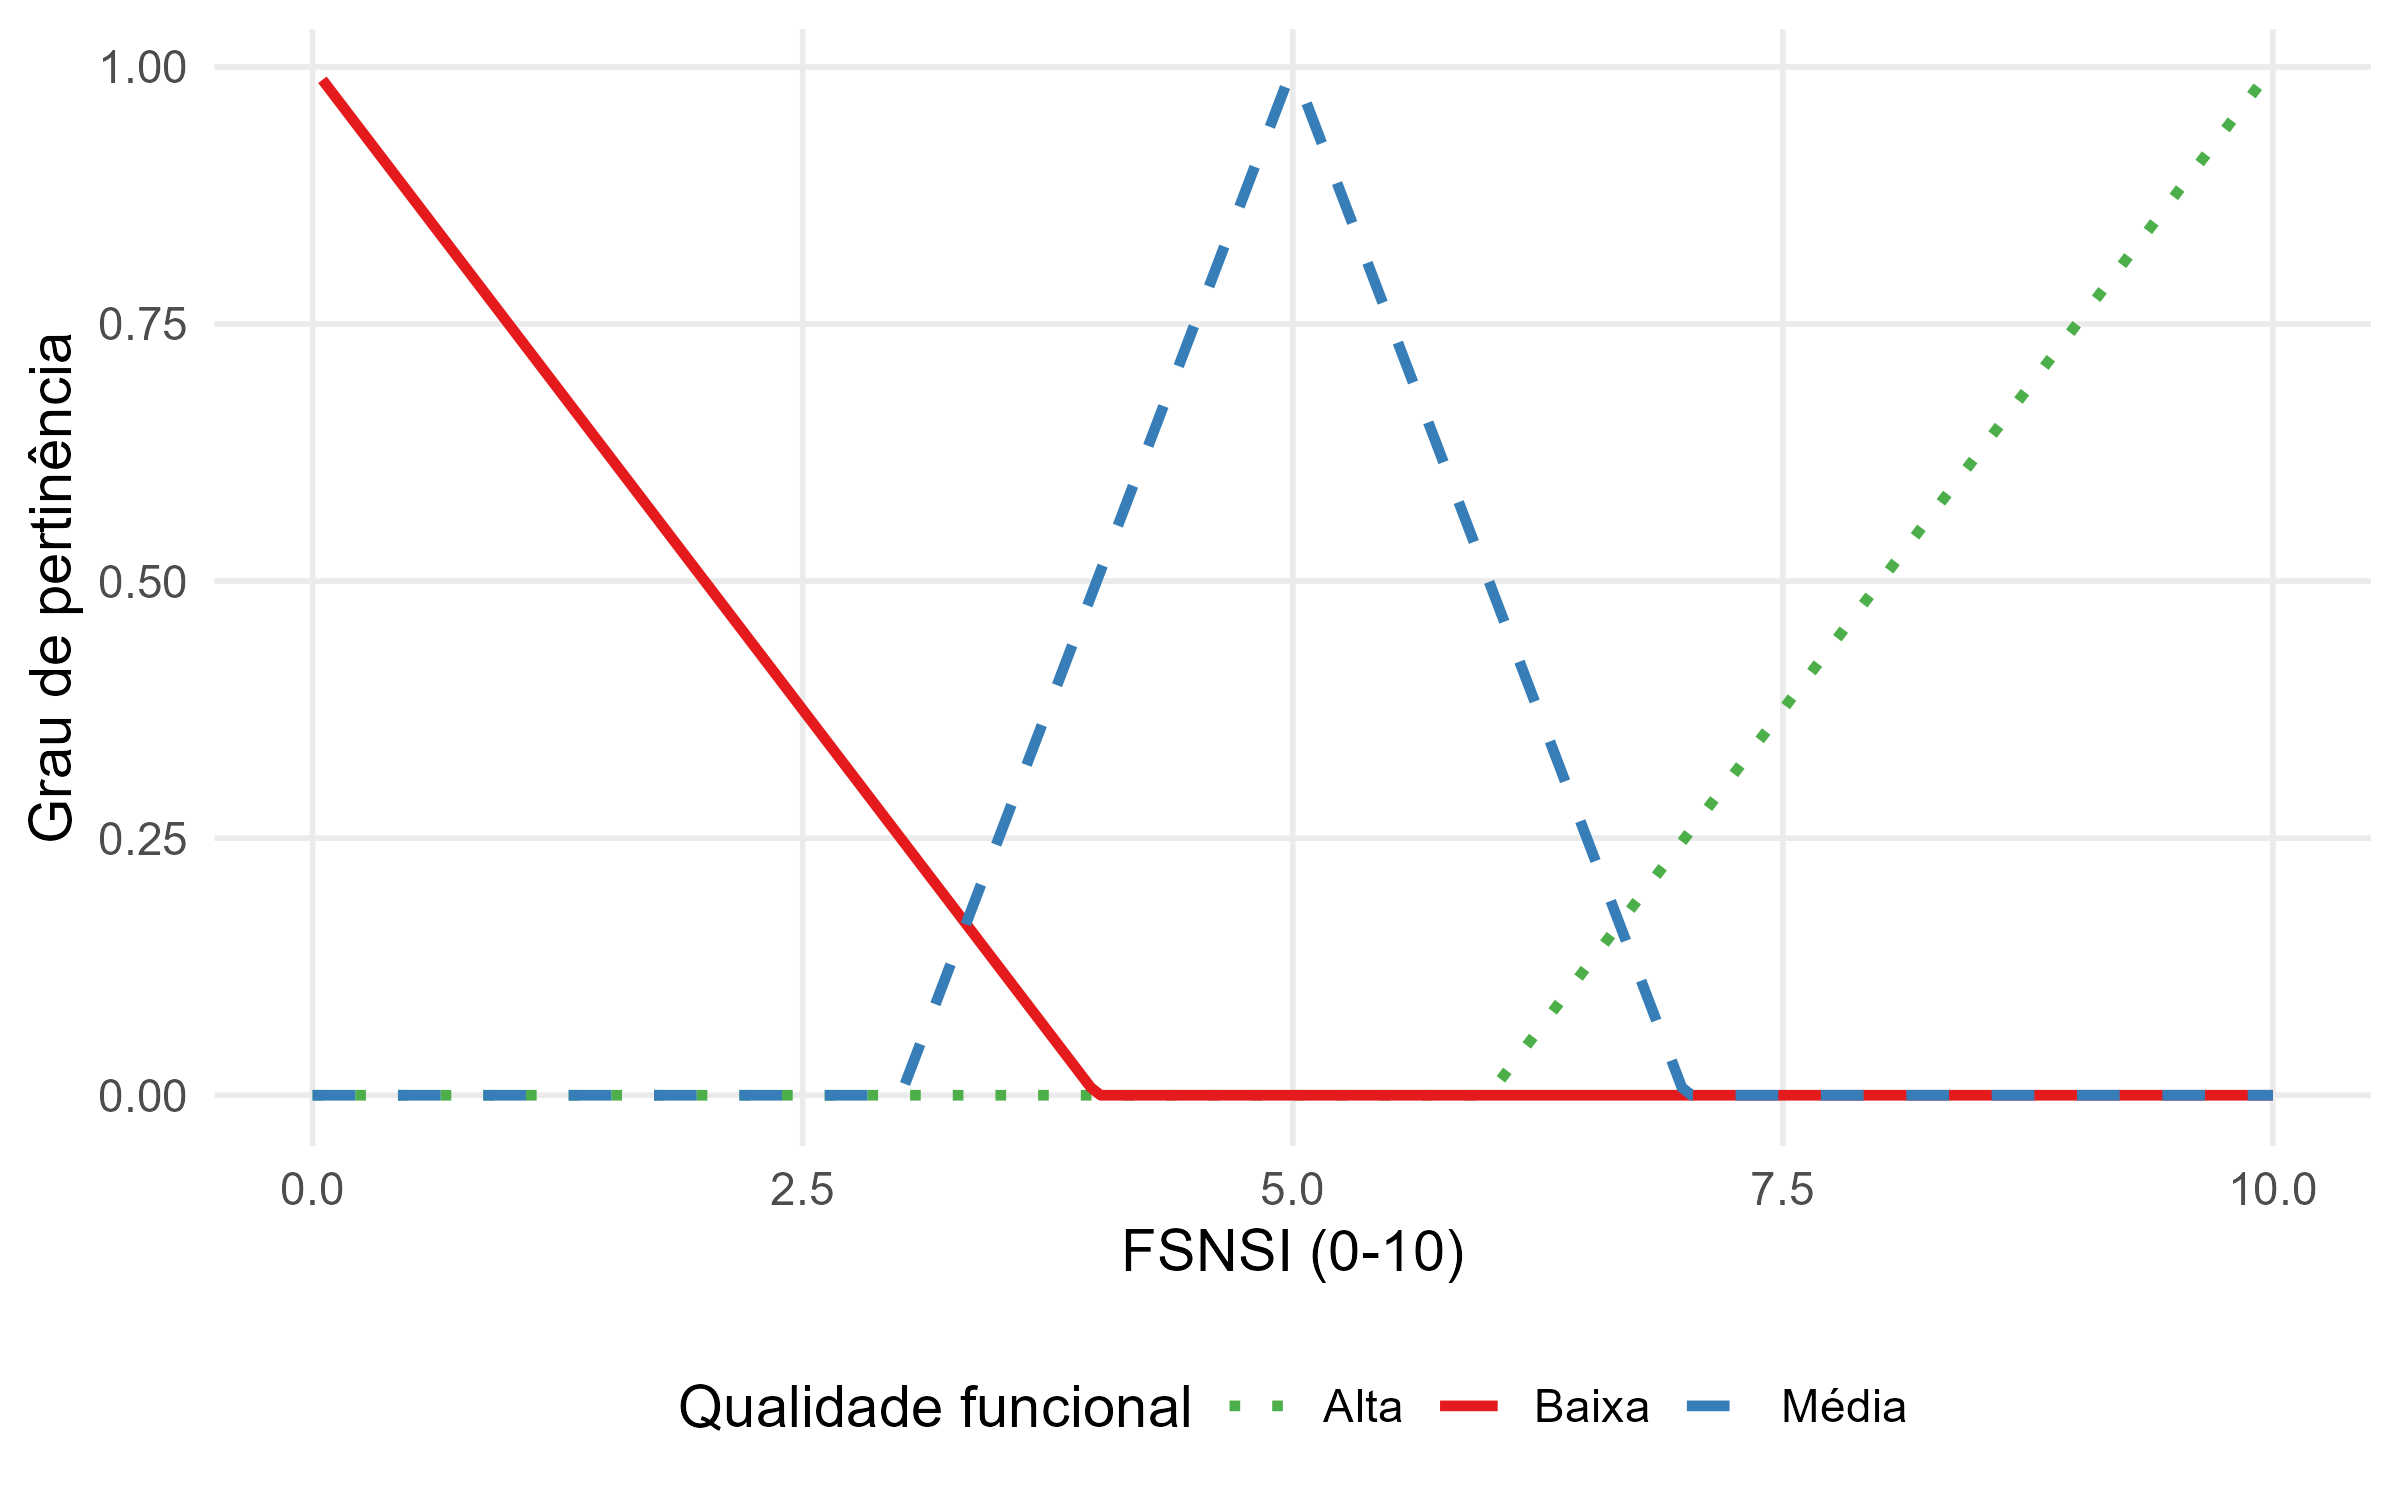 Grau de pertinência
1.00
0.75
0.50
0.25
0.00
0.0 2.5 5.0 7.5 10.0
FSNSI (0-10)
Qualidade funcional Alta Baixa Média